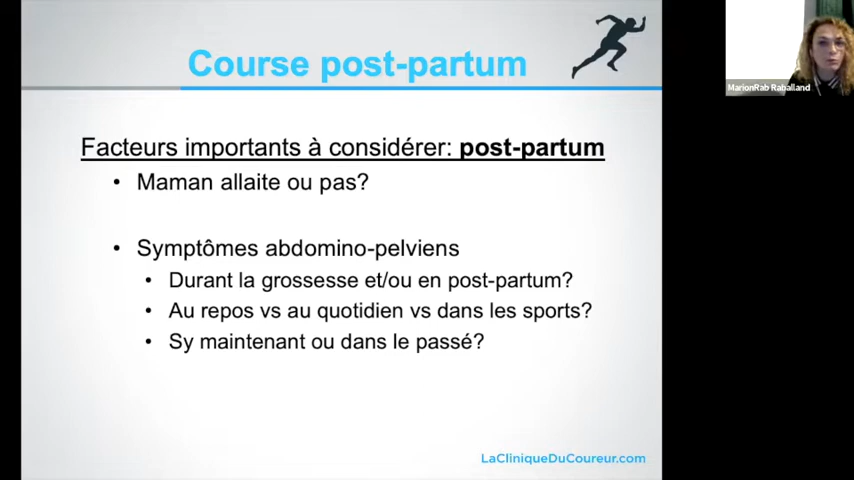 Course post-partum
MarionRab Raballand
Facteurs importants à considérer: post-partum
• Maman allaite ou pas?
• Symptômes abdomino-pelviens
• Durant la grossesse et/ou en post-partum?
• Au repos vs au quotidien vs dans les sports?
• Sy maintenant ou dans le passé?
LaCliniqueDuCoureur.com